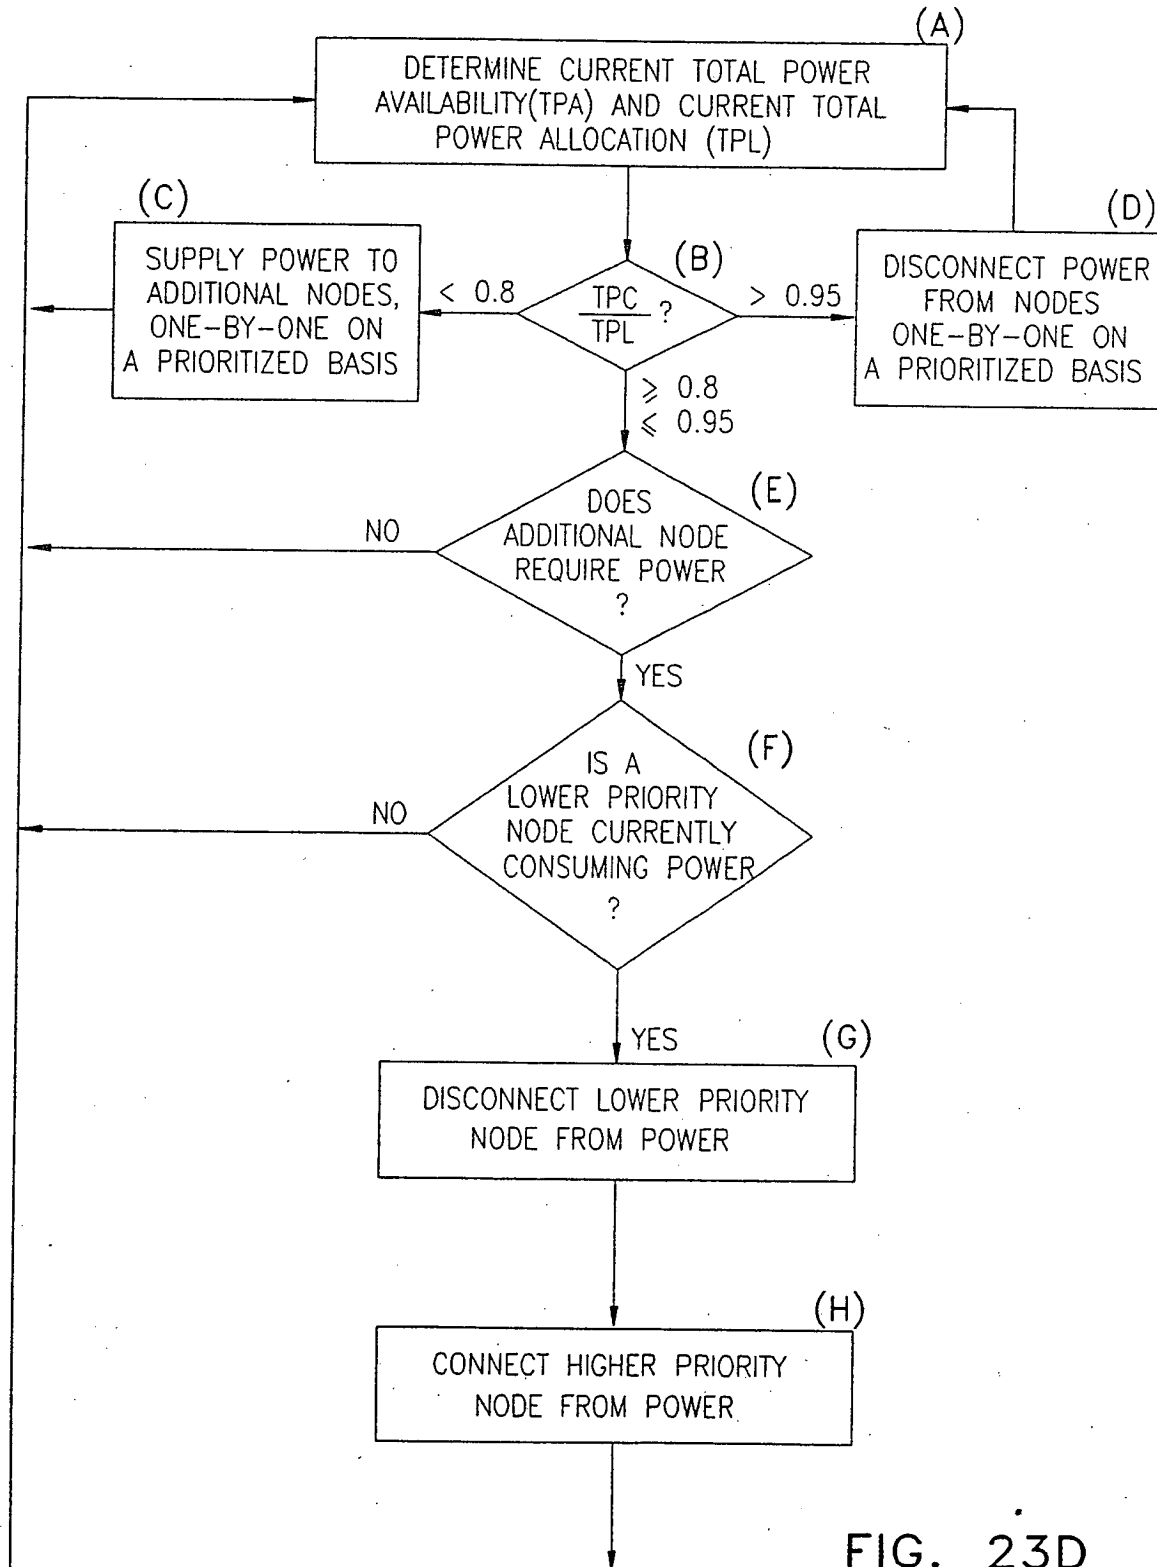 (A)
DETERMINE CURRENT TOTAL POWER
AVAILABILITY(TPA) AND CURRENT TOTAL
POWER ALLOCATION (TPL)
(C)
SUPPLY POWER TO
ADDITIONAL NODES,
ONE-BY-ONE ON
A PRIORITIZED BASIS
< 0.8
(B)
TPC
TPL
?
> 0.95
(D)
DISCONNECT POWER
FROM NODES
ONE-BY-ONE ON
A PRIORITIZED BASIS
⩾ 0.8
⩽ 0.95
(E)
DOES
ADDITIONAL NODE
REQUIRE POWER
?
NO
YES
(F)
IS A
LOWER PRIORITY
NODE CURRENTLY
CONSUMING POWER
?
NO
YES
(G)
DISCONNECT LOWER PRIORITY
NODE FROM POWER
(H)
CONNECT HIGHER PRIORITY
NODE FROM POWER
FIG. 23D